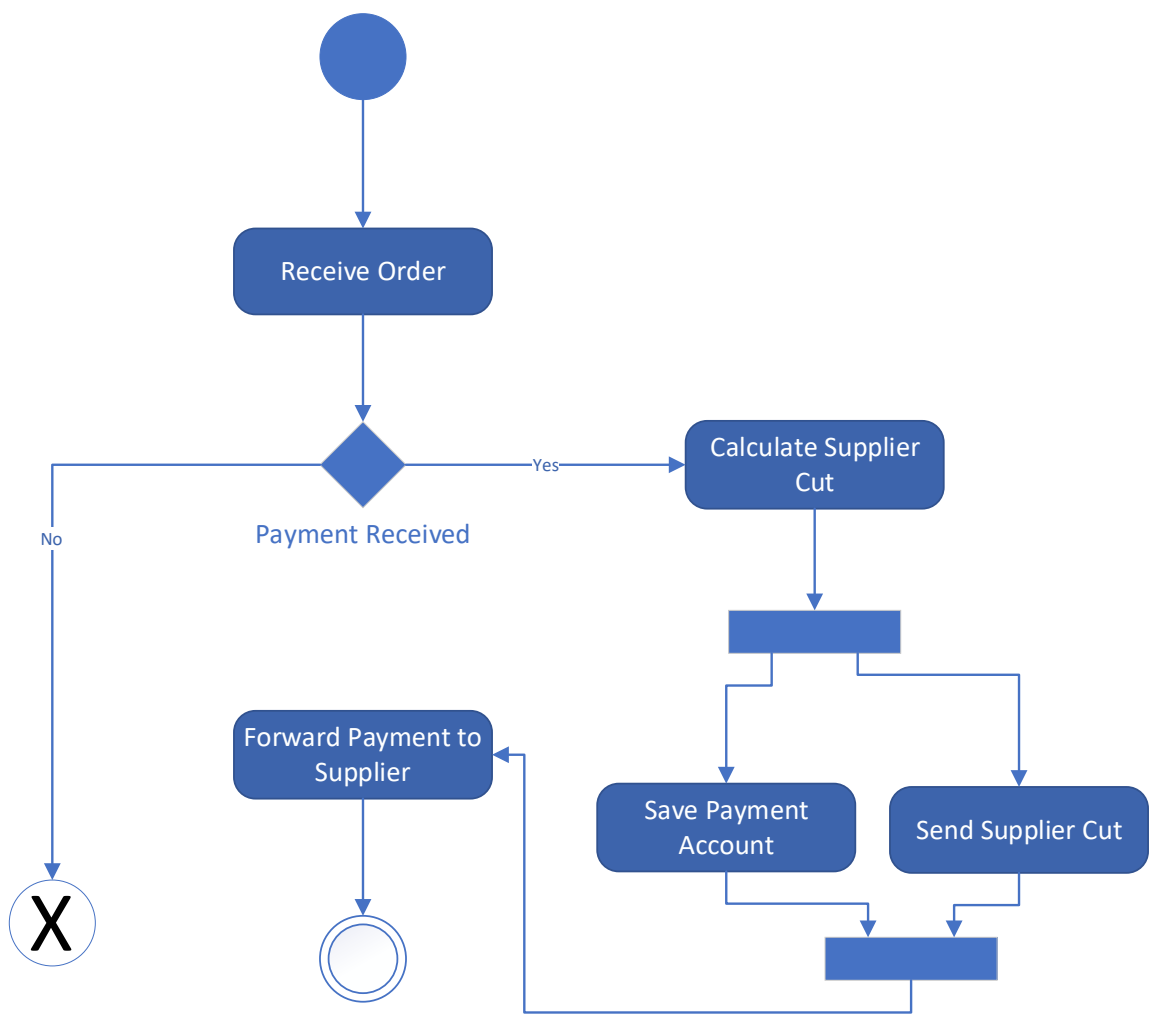 Receive Order
Calculate Supplier
Cut
Yes
No
Payment Received
Forward Payment to
Supplier
Save Payment
Account
Send Supplier Cut
X